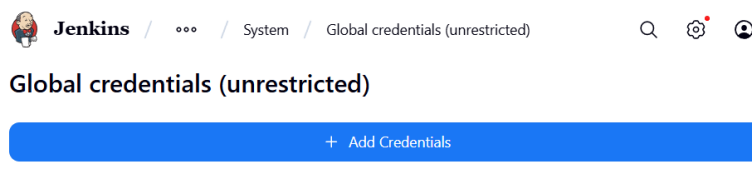 Jenkins / ••• / System / Global credentials (unrestricted)
Global credentials (unrestricted)
+ Add Credentials